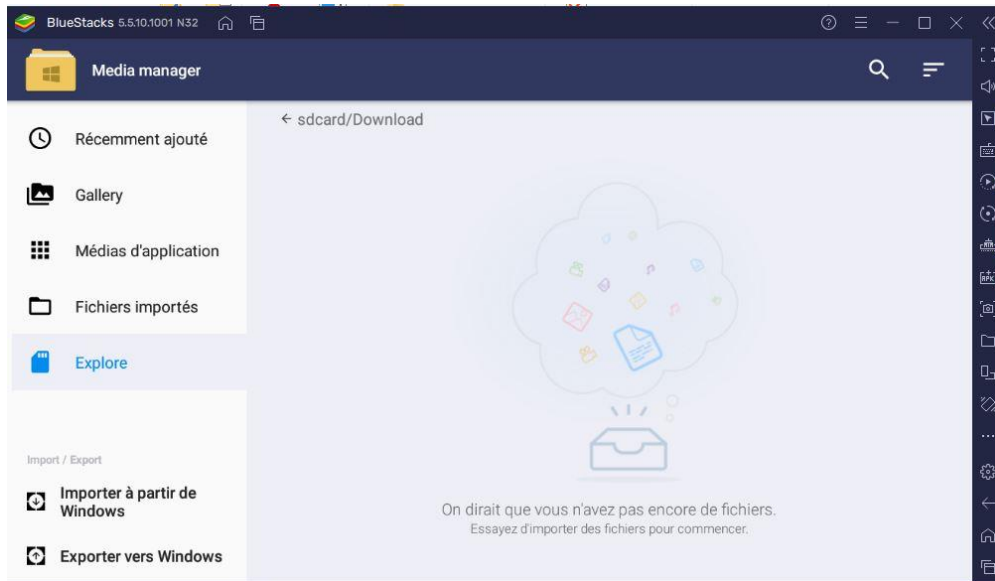 BlueStacks 5.5.10.1001 N32
Media manager
Récemment ajouté
Gallery
Médias d'application
Fichiers importés
Explore
Import / Export
Importer à partir de
Windows
Exporter vers Windows
← sdcard/Download
On dirait que vous n'avez pas encore de fichiers.
Essayez d'importer des fichiers pour commencer.